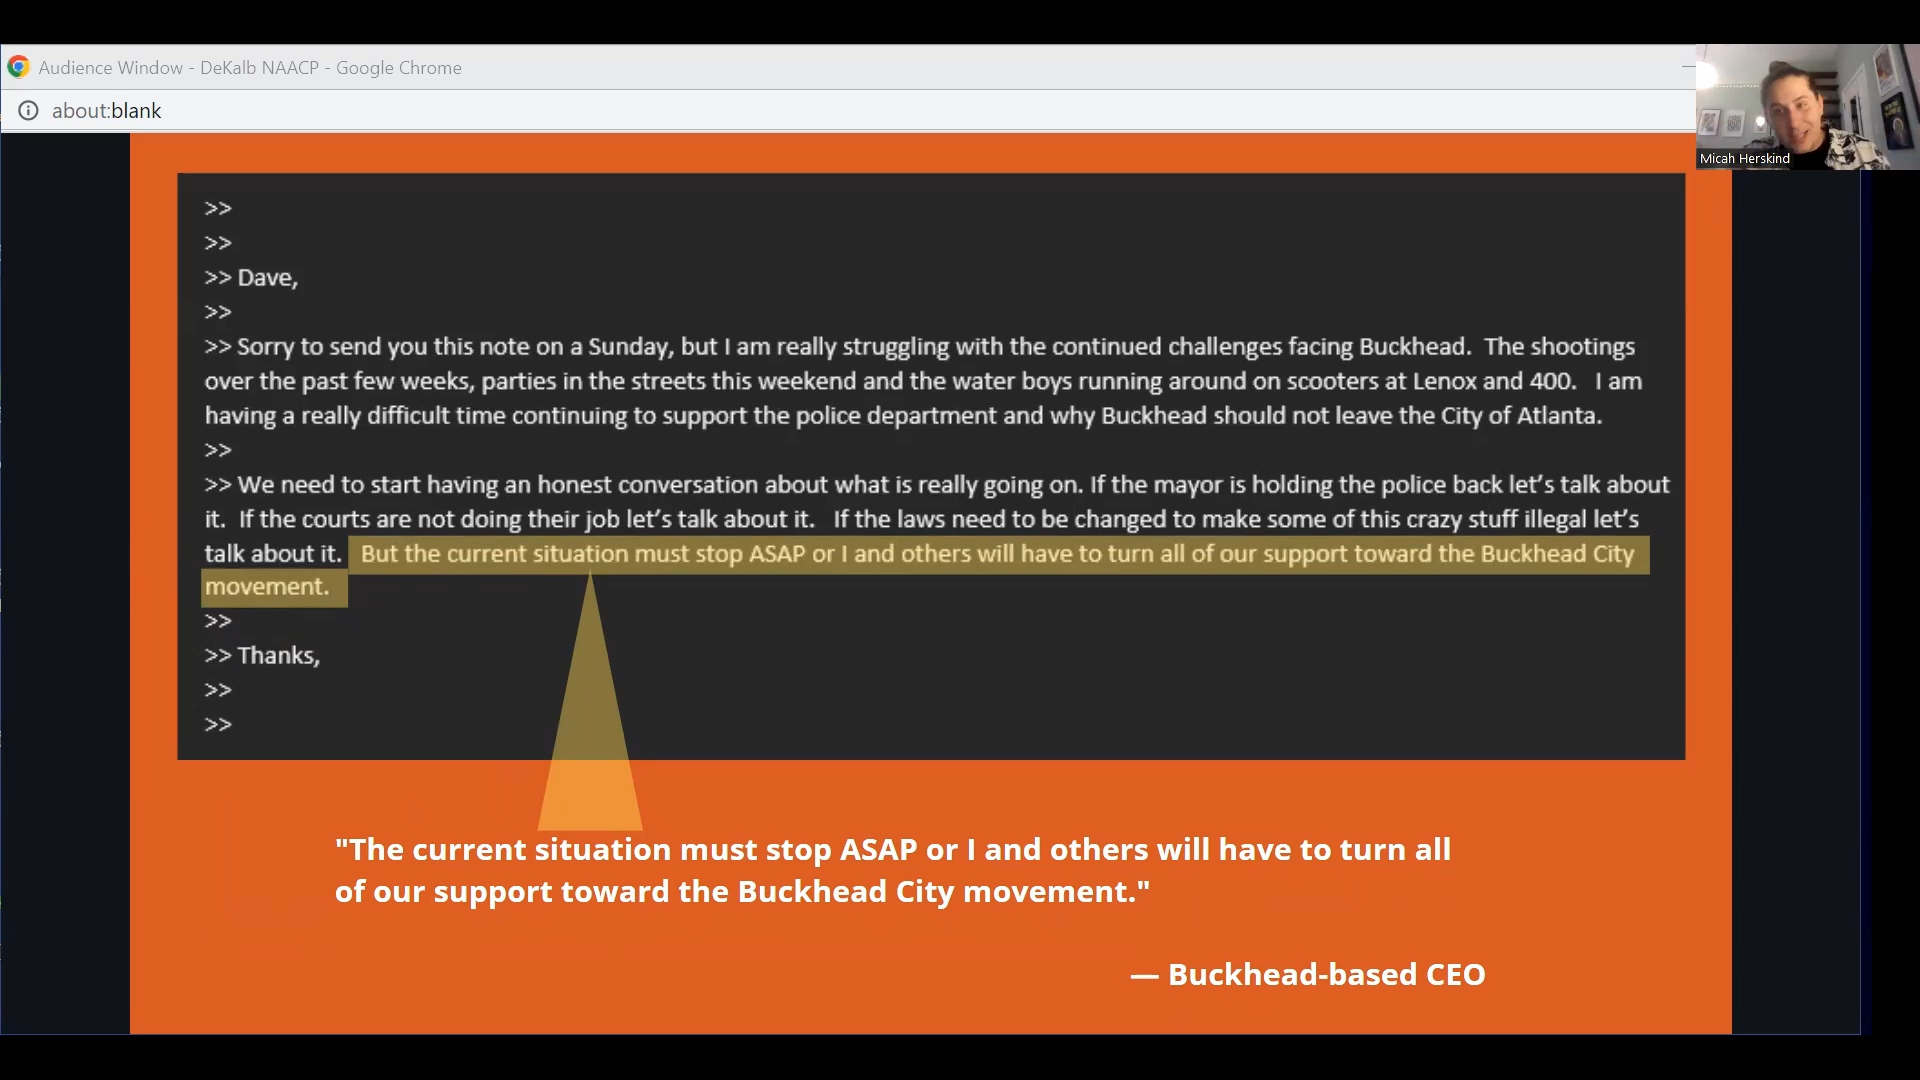 Audience Window - DeKalb NAACP - Google Chrome
about:blank
Micah Herskind
>>
>>
>> Dave,
>>
>> Sorry to send you this note on a Sunday, but I am really struggling with the continued challenges facing Buckhead.  The shootings
over the past few weeks, parties in the streets this weekend and the water boys running around on scooters at Lenox and 400.   I am
having a really difficult time continuing to support the police department and why Buckhead should not leave the City of Atlanta.
>>
>> We need to start having an honest conversation about what is really going on. If the mayor is holding the police back let’s talk about
it.  If the courts are not doing their job let’s talk about it.   If the laws need to be changed to make some of this crazy stuff illegal let’s
talk about it.  But the current situation must stop ASAP or I and others will have to turn all of our support toward the Buckhead City
movement.
>>
>> Thanks,
>>
>>
"The current situation must stop ASAP or I and others will have to turn all
of our support toward the Buckhead City movement."
— Buckhead-based CEO